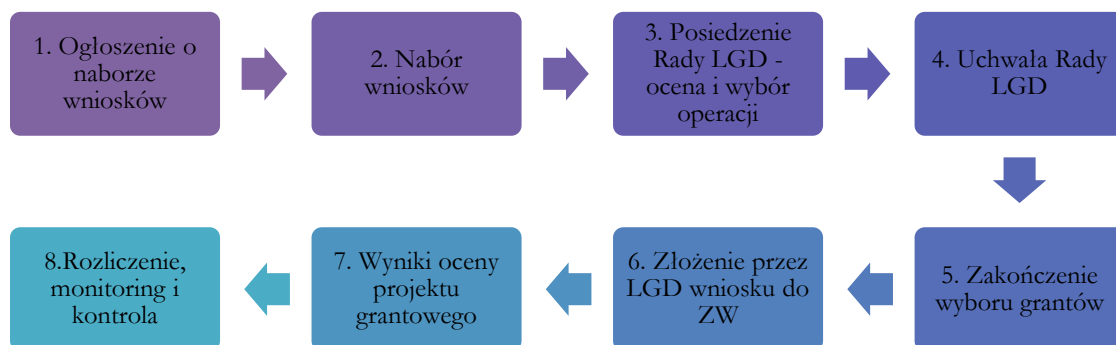 1. Ogłoszenie o
naborze
wniosków
2. Nabór
wniosków
3. Posiedzenie
Rady LGD -
ocena i wybór
operacji
4. Uchwała Rady
LGD
5. Zakończenie
wyboru grantów
6. Złożenie przez
LGD wniosku do
ZW
7. Wyniki oceny
projektu
grantowego
8.Rozliczenie,
monitoring i
kontrola